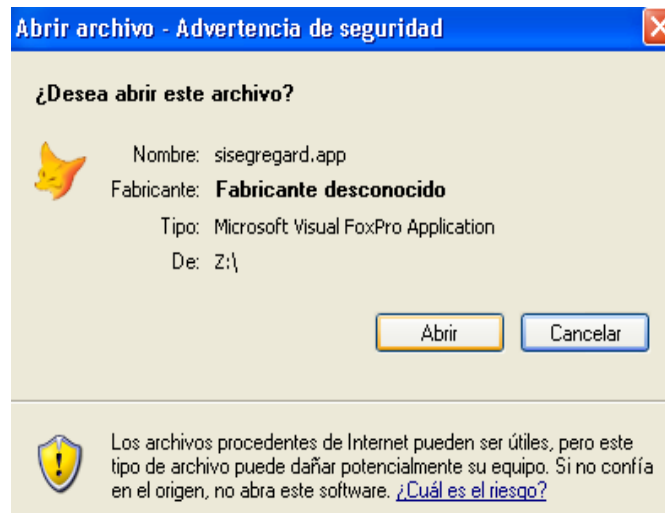 Abrir archivo - Advertencia de seguridad
¿Desea abrir este archivo?
Nombre: sisegregard.app
Fabricante: Fabricante desconocido
Tipo: Microsoft Visual FoxPro Application
De: Z:\
Abrir Cancelar
Los archivos procedentes de Internet pueden ser útiles, pero este
tipo de archivo puede dañar potencialmente su equipo. Si no confía
en el origen, no abra este software. ¿Cuál es el riesgo?